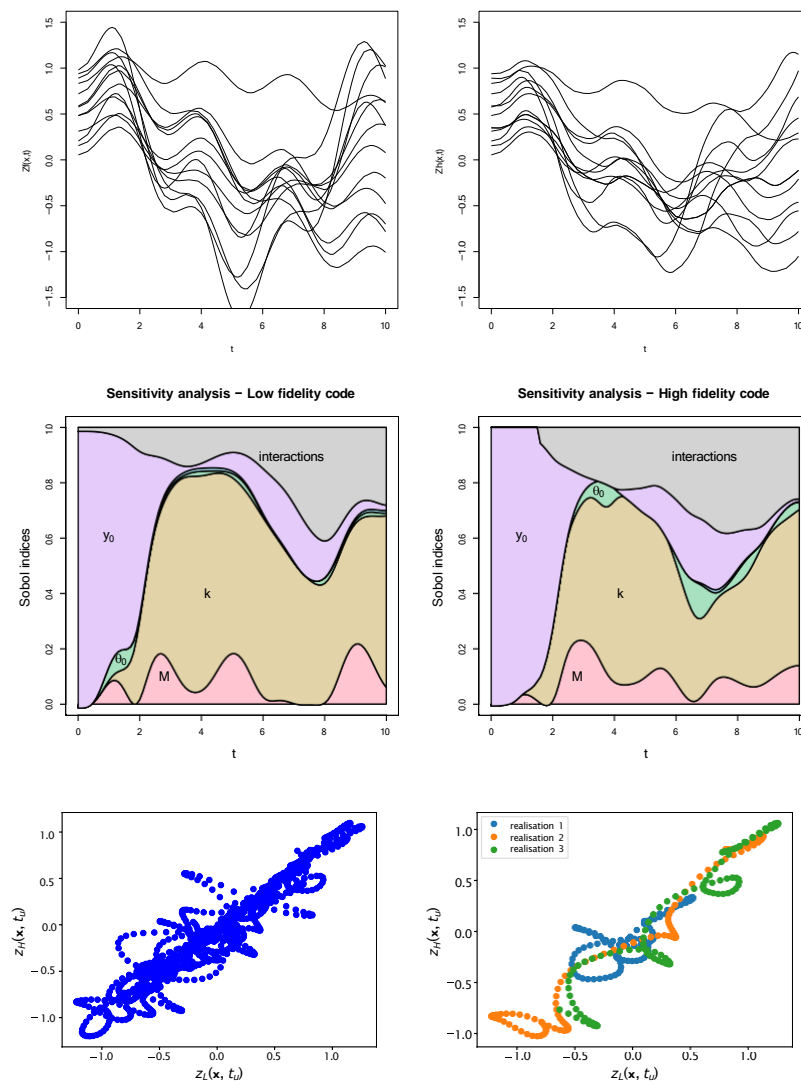 1.5
1.0
0.5
0.0
−0.5
−1.0
−1.5
Zl(x,t)
0 2 4 6 8 10
t
1.5
1.0
0.5
0.0
−0.5
−1.0
−1.5
Zh(x,t)
0 2 4 6 8 10
t
Sensitivity analysis − Low fidelity code
1.0
0.8
0.6
0.4
0.2
0.0
Sobol indices
interactions
y0
k
θ0
M
0 2 4 6 8 10
t
Sensitivity analysis − High fidelity code
1.0
0.8
0.6
0.4
0.2
0.0
Sobol indices
interactions
θ0
y0
k
M
0 2 4 6 8 10
t
1.0
0.5
0.0
−0.5
−1.0
zH(x, tu)
−1.0 −0.5 0.0 0.5 1.0
zL(x, tu)
realisation 1
realisation 2
realisation 3
1.0
0.5
0.0
−0.5
−1.0
zH(x, tu)
−1.0 −0.5 0.0 0.5 1.0
zL(x, tu)